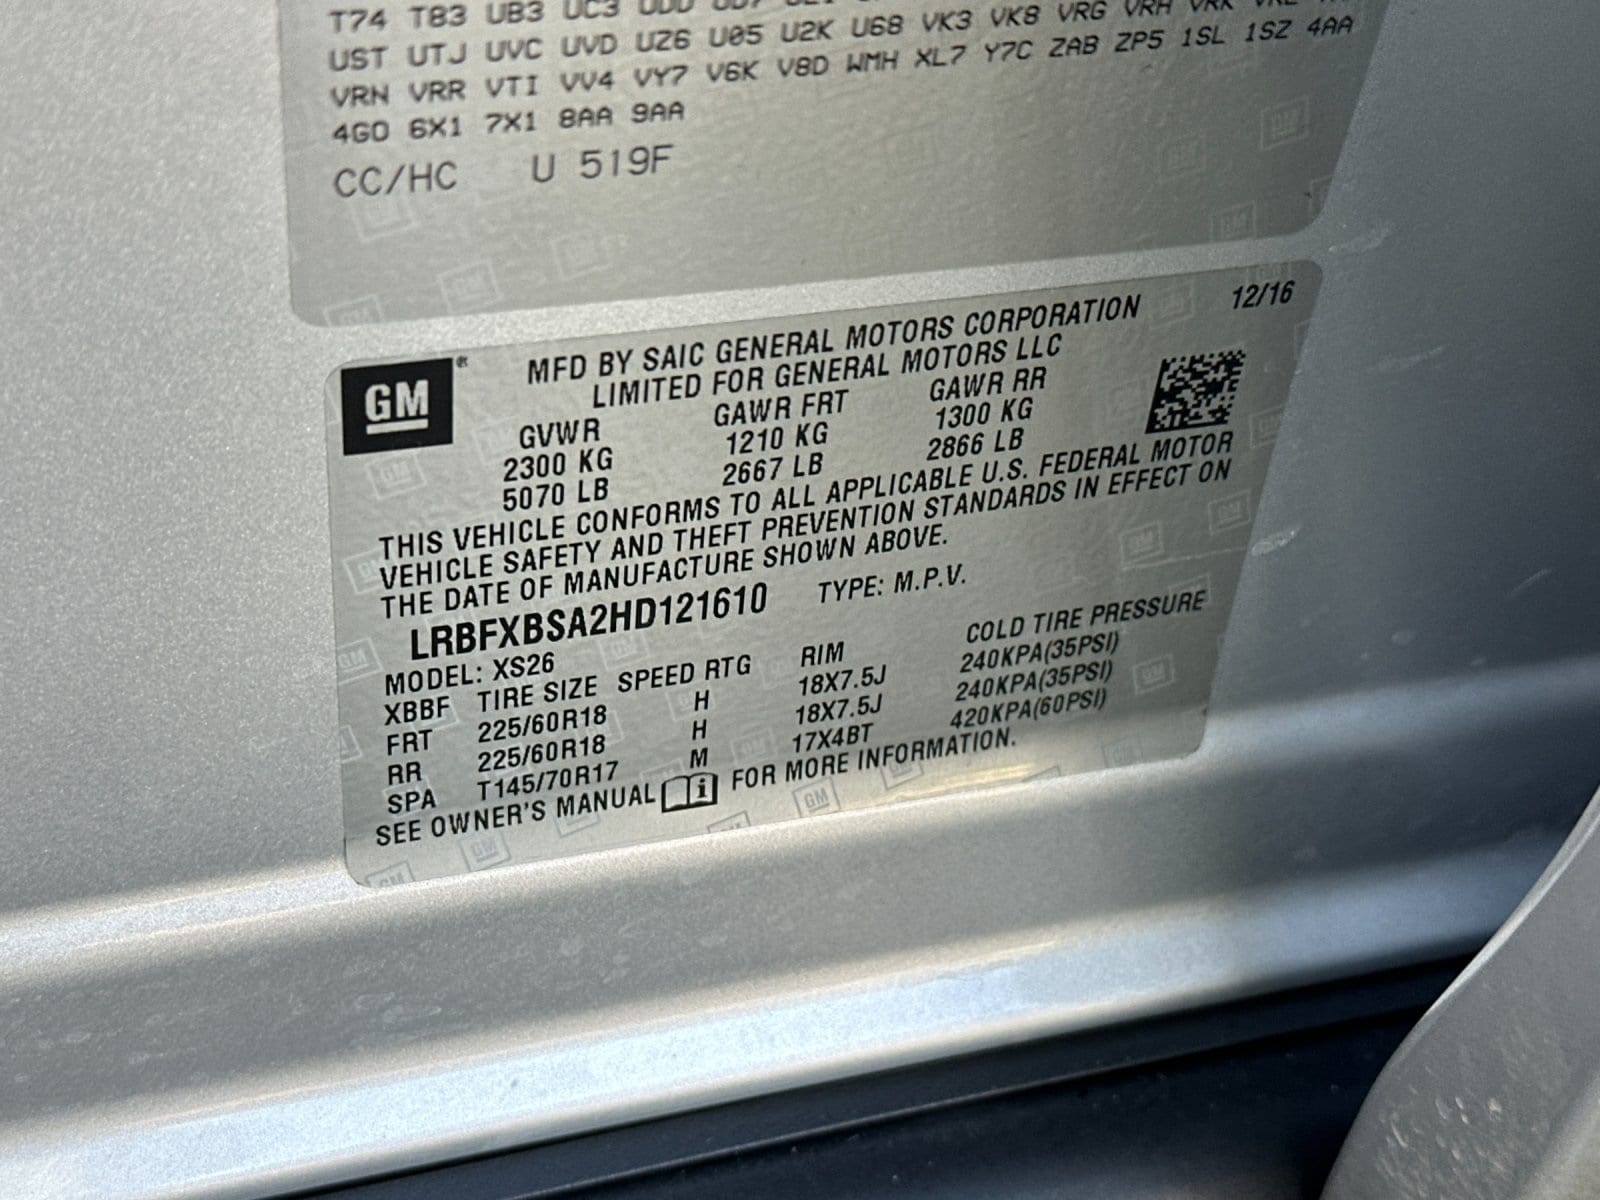 T74 T83 UB3 UC3 UDD
UST UTJ UVC UVD UZ6 U05 U2K U68 VK3 VK8 VRG VRH VRK
VRN VRR VTI VV4 VY7 V6K V8D WMH XL7 Y7C ZAB ZP5 1SL 1SZ 4AA
4GO 6X1 7X1 8AA 9AA
CC/HC U 519F
GM®
MFD BY SAIC GENERAL MOTORS CORPORATION 12/16
LIMITED FOR GENERAL MOTORS LLC
GVWR GAWR FRT GAWR RR
2300 KG 1210 KG 1300 KG
5070 LB 2667 LB 2866 LB
THIS VEHICLE CONFORMS TO ALL APPLICABLE U.S. FEDERAL MOTOR
VEHICLE SAFETY AND THEFT PREVENTION STANDARDS IN EFFECT ON
THE DATE OF MANUFACTURE SHOWN ABOVE.
LRBFXBSA2HD121610 TYPE: M.P.V.
MODEL: XS26
XBBF TIRE SIZE SPEED RTG RIM COLD TIRE PRESSURE
FRT 225/60R18 H 18X7.5J 240KPA(35PSI)
RR 225/60R18 H 18X7.5J 240KPA(35PSI)
SPA T145/70R17 M 17X4BT 420KPA(60PSI)
SEE OWNER'S MANUAL i FOR MORE INFORMATION.